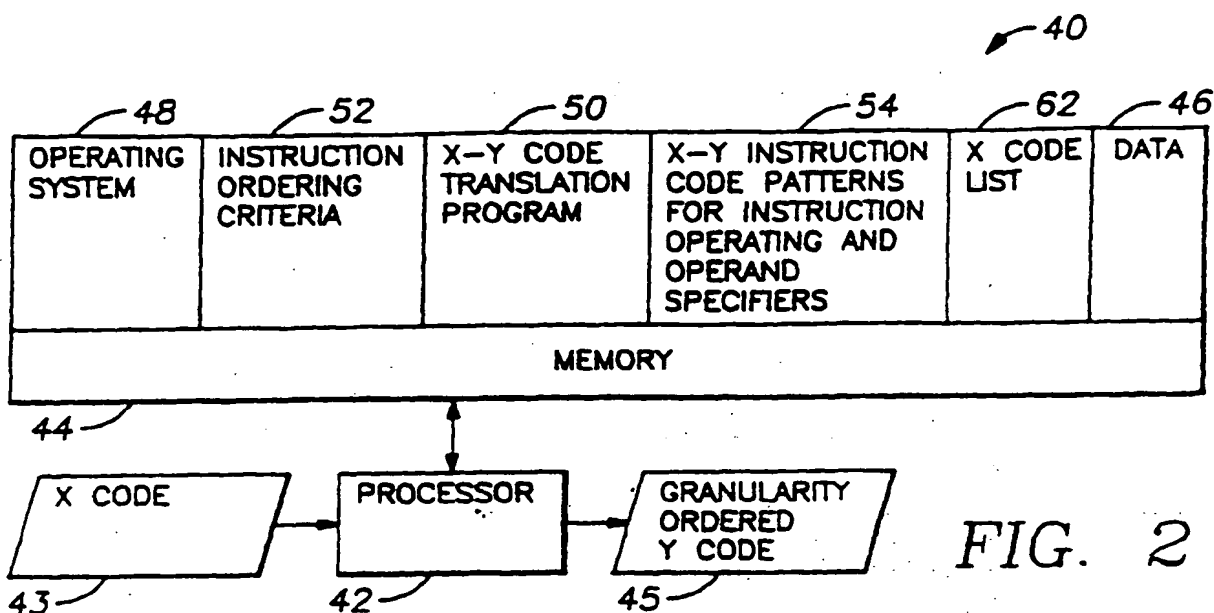 40
48 52 50 54 62 46
OPERATING SYSTEM
INSTRUCTION ORDERING CRITERIA
X-Y CODE TRANSLATION PROGRAM
X-Y INSTRUCTION CODE PATTERNS FOR INSTRUCTION OPERATING AND OPERAND SPECIFIERS
X CODE LIST
DATA
MEMORY
44
X CODE
PROCESSOR
GRANULARITY ORDERED Y CODE
43 42 45
FIG. 2